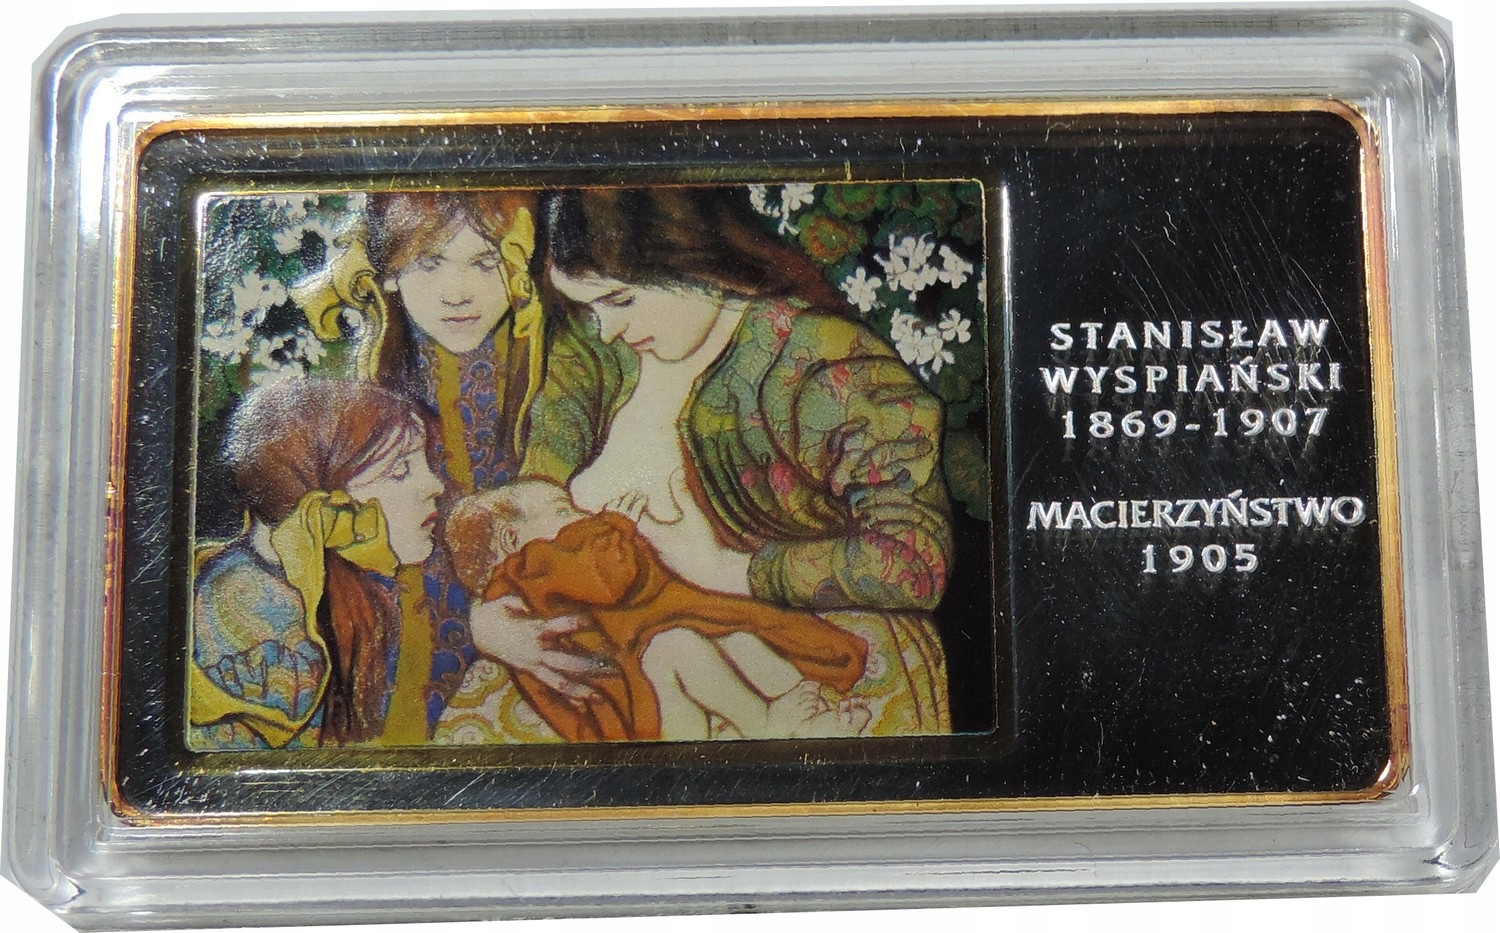 STANISŁAW
WYSPIAŃSKI
1869-1907
MACIERZYŃSTWO
1905